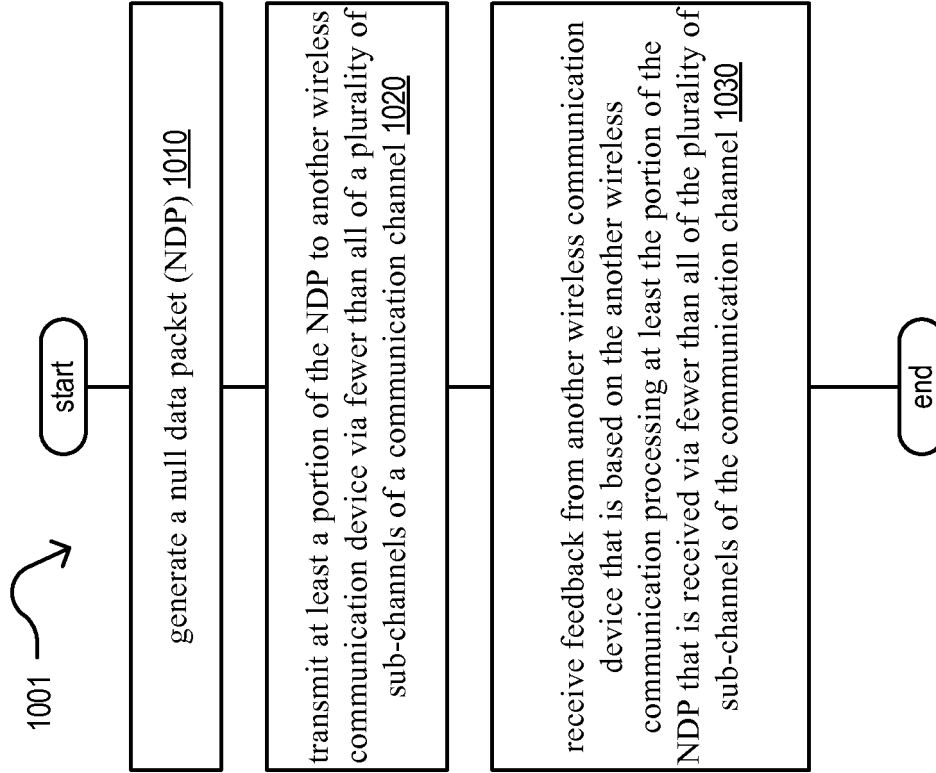 1001
start
generate a null data packet (NDP) 1010
transmit at least a portion of the NDP to another wireless
communication device via fewer than all of a plurality of
sub-channels of a communication channel 1020
receive feedback from another wireless communication
device that is based on the another wireless
communication processing at least the portion of the
NDP that is received via fewer than all of the plurality of
sub-channels of the communication channel 1030
end